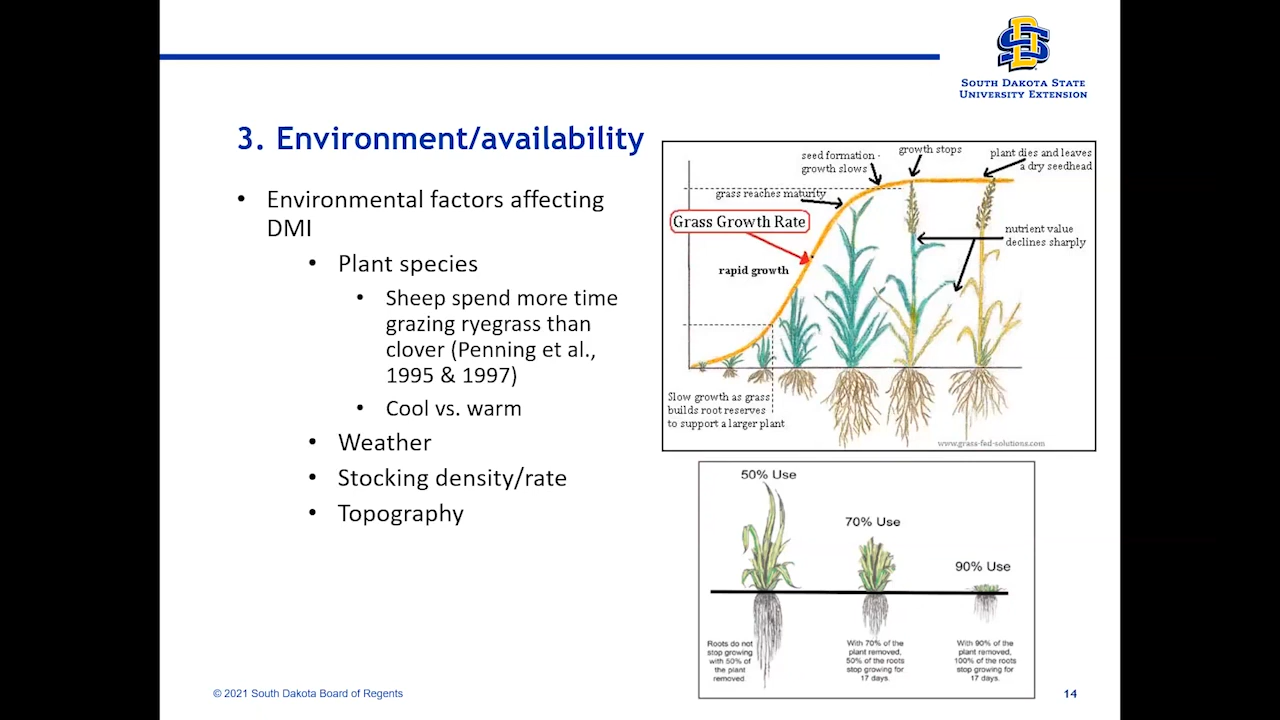 SOUTH DAKOTA STATE
UNIVERSITY EXTENSION
3. Environment/availability
• Environmental factors affecting
DMI
• Plant species
• Sheep spend more time
grazing ryegrass than
clover (Penning et al.,
1995 & 1997)
• Cool vs. warm
• Weather
• Stocking density/rate
• Topography
seed formation -
growth slows
growth stops
plant dies and leaves
a dry seedhead
grass reaches maturity
Grass Growth Rate
nutrient value
declines sharply
rapid growth
Slow growth as grass
builds root reserves
to support a larger plant
www.grass-fed-solutions.com
50% Use
70% Use
90% Use
Roots do not
stop growing
with 50% of
the plant
removed.
With 70% of the
plant removed,
50% of the roots
stop growing for
17 days.
With 90% of the
plant removed,
100% of the roots
stop growing for
17 days.
© 2021 South Dakota Board of Regents
14